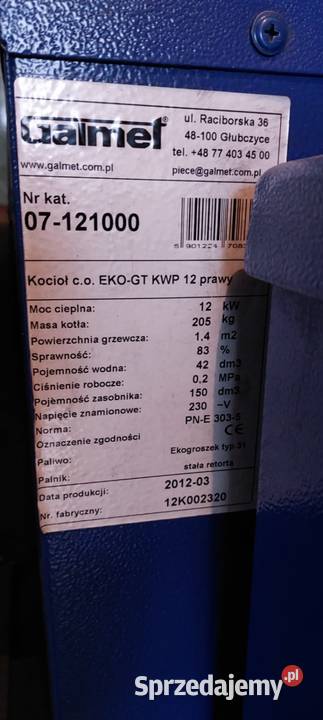 Galmet®
ul. Raciborska 36
48-100 Głubczyce
www.galmet.com.pl
tel. +48 77 403 45 00
piece@galmet.com.pl
Nr kat.
07-121000
5 901224
Kocioł c.o. EKO-GT KWP 12 prawy
Moc cieplna: 12 kW
Masa kotła: 205 kg
Powierzchnia grzewcza: 1,4 m2
Sprawność: 83 %
Pojemność wodna: 42 dm3
Ciśnienie robocze: 0,2 MPa
Pojemność zasobnika: 150 dm3
Napięcie znamionowe: 230 ~V
Norma: PN-E 303-5
Oznaczenie zgodności CE
Paliwo: Ekogroszek typ 31
Palnik: stała retorta
Data produkcji: 2012-03
Nr. fabryczny: 12K002320
Sprzedajemy.pl